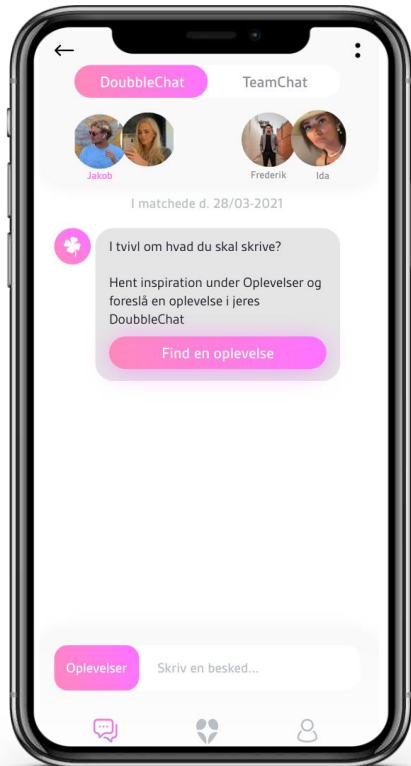 DoubbleChat
TeamChat
Jakob
Frederik
Ida
I matchede d. 28/03-2021
I tvivl om hvad du skal skrive?
Hent inspiration under Oplevelser og
foreslå en oplevelse i jeres
DoubbleChat
Find en oplevelse
Oplevelser
Skriv en besked...